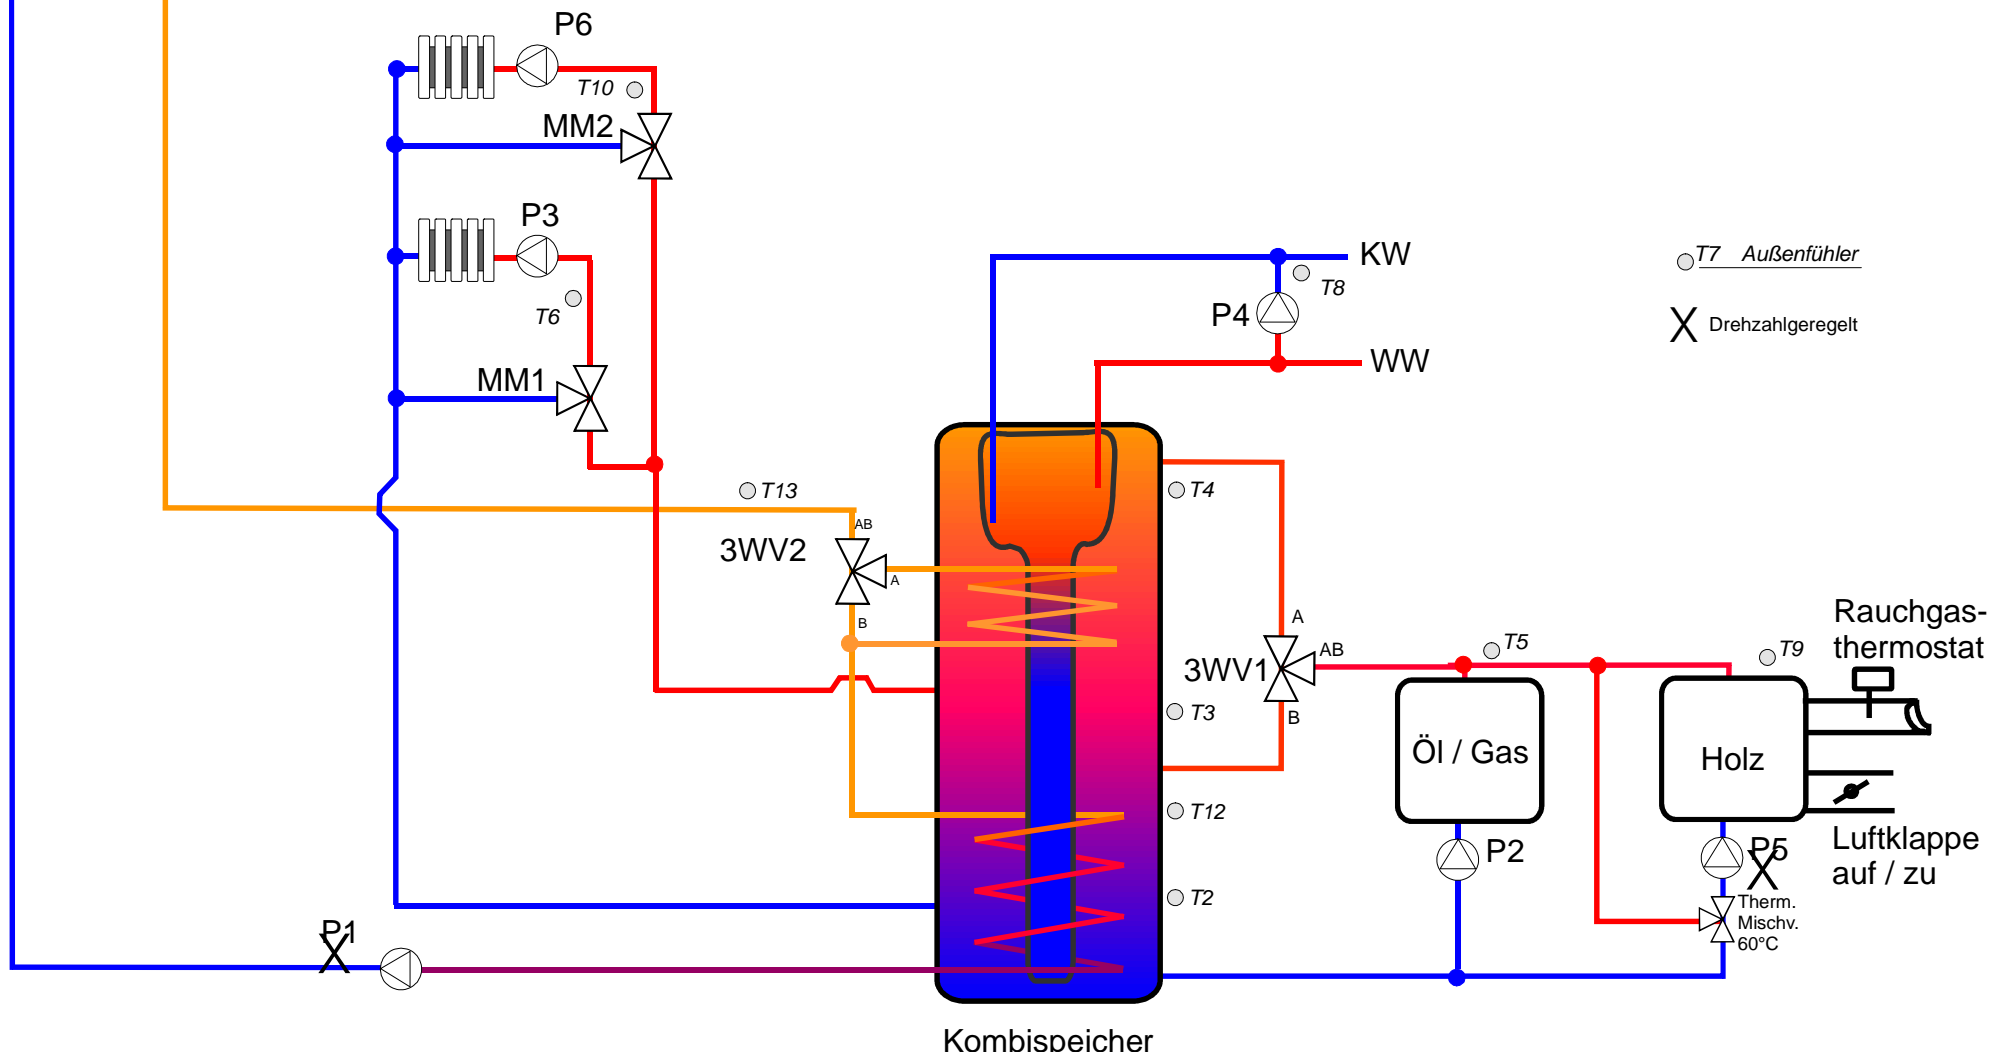 P6
T10
MM2
P3
T6
MM1
KW
T8
P4
WW
T7 Außenfühler
X Drehzahlgeregelt
T13
AB
3WV2
A
B
T4
A
AB
3WV1
B
T3
T5
T9
Rauchgas-
thermostat
Öl / Gas
Holz
T12
T2
P2
P5
X
Luftklappe
auf / zu
Therm.
Mischv.
60°C
P1
X
Kombispeicher